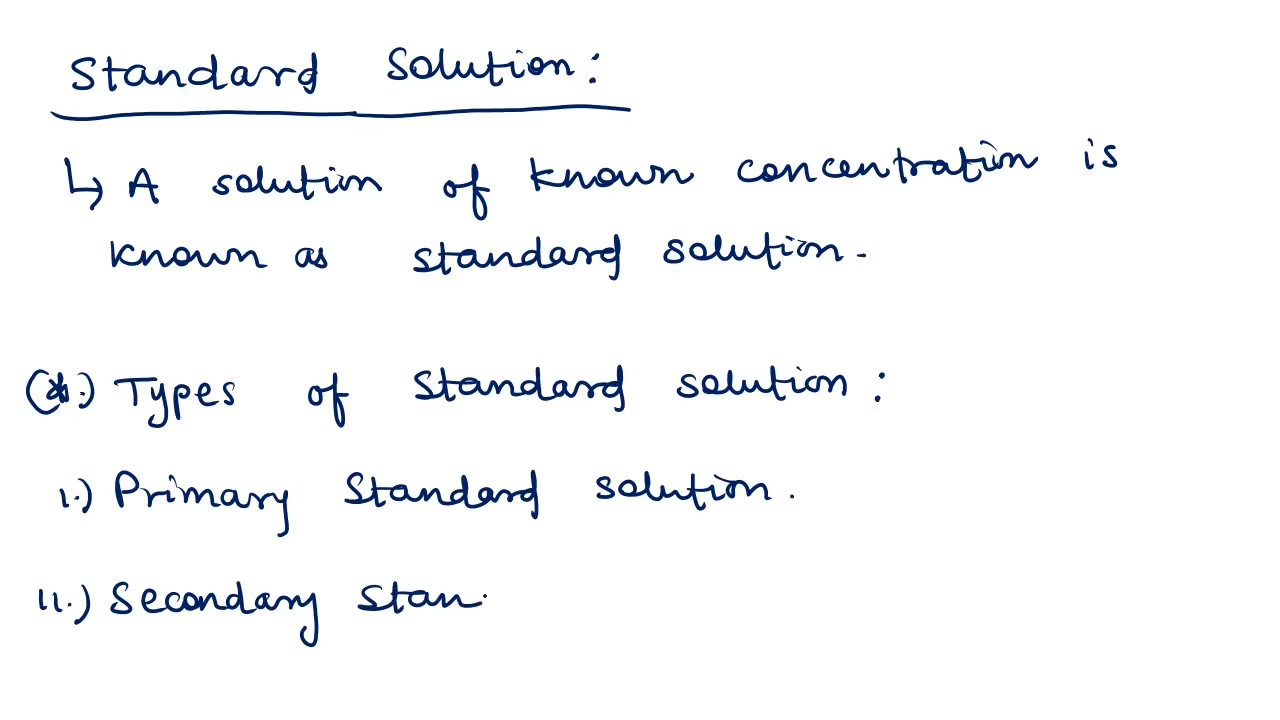 Standard Solution:
↳ A solution of known concentration is
known as standard solution.
(*.) Types of Standard solution:
i.) Primary Standard solution.
ii.) Secondary Stan